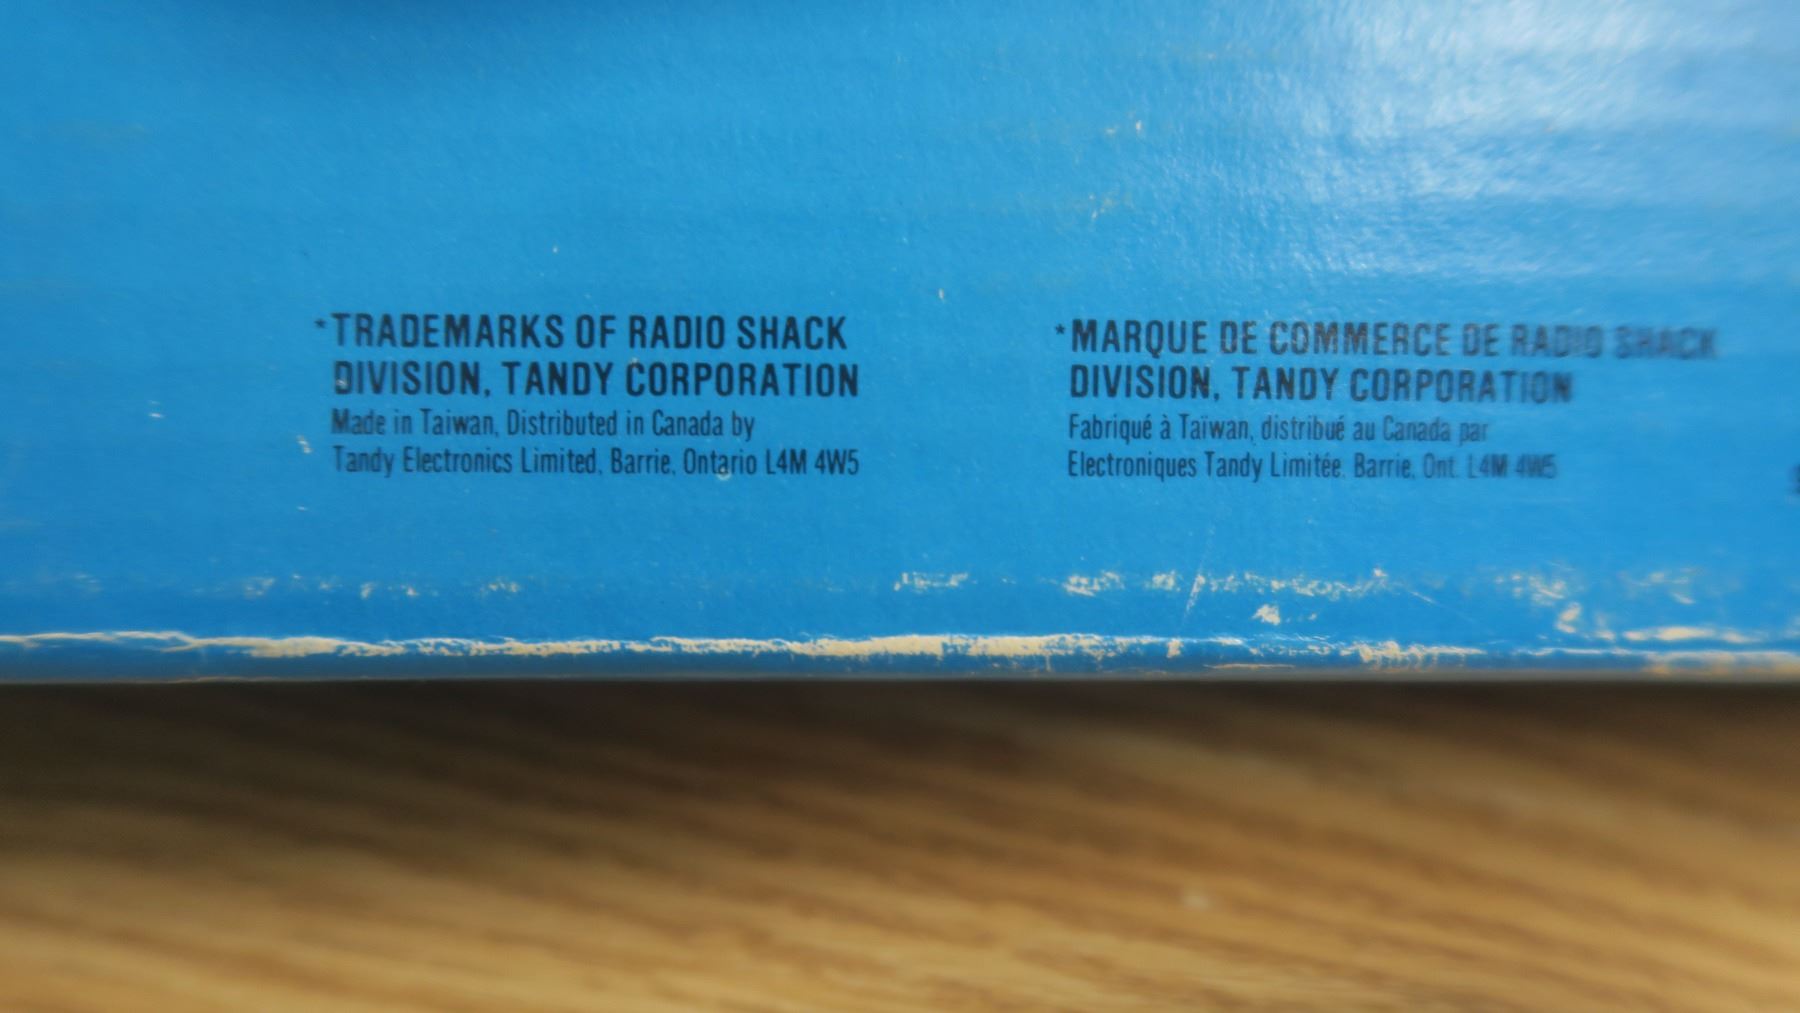 *TRADEMARKS OF RADIO SHACK
DIVISION, TANDY CORPORATION
Made in Taiwan, Distributed in Canada by
Tandy Electronics Limited, Barrie, Ontario L4M 4W5
*MARQUE DE COMMERCE DE RADIO SHACK
DIVISION, TANDY CORPORATION
Fabriqué à Taïwan, distribué au Canada par
Electroniques Tandy Limitée, Barrie, Ont. L4M 4W5